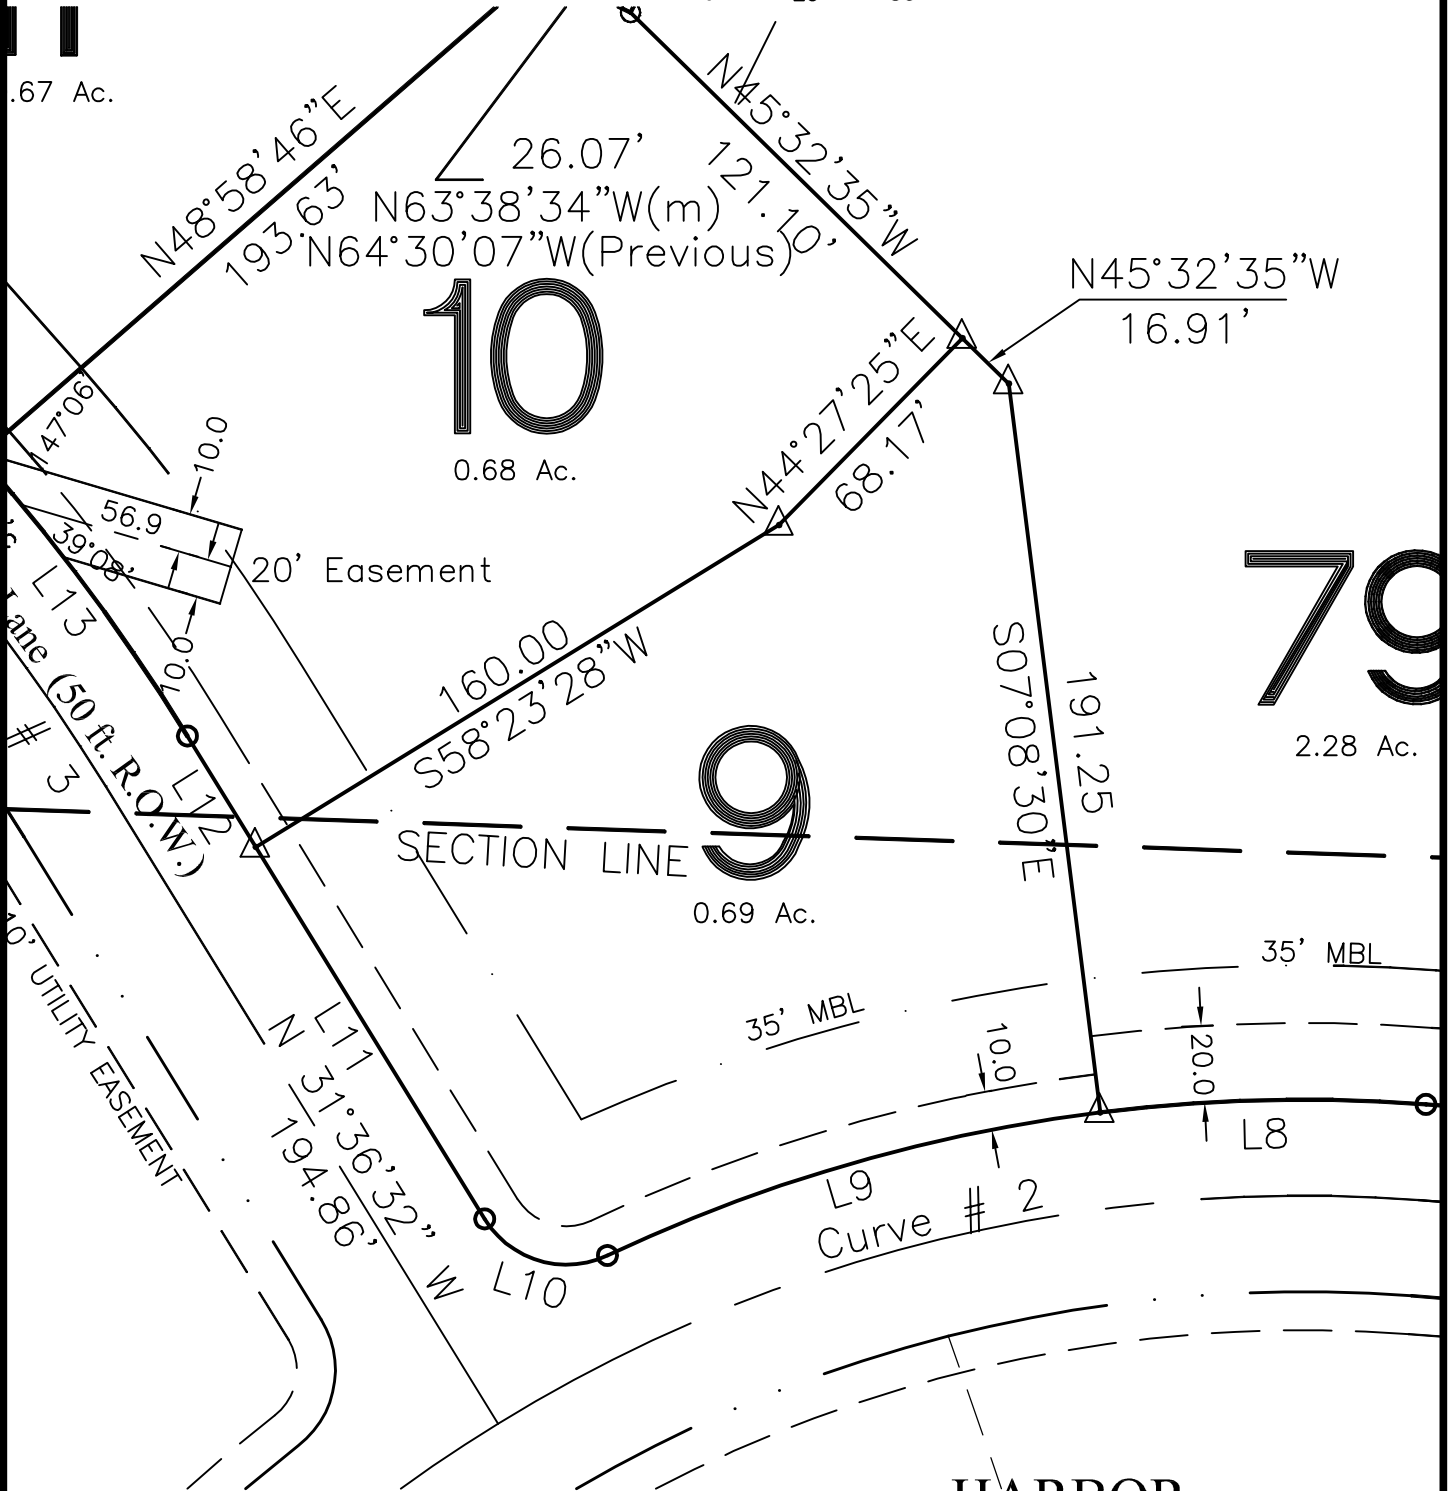 .67 Ac.
N48°58'46"E
193.63'
26.07'
N63°38'34"W(m)
N64°30'07"W(Previous)
N45°32'35"W
121.10'
N45°32'35"W
16.91'
10
0.68 Ac.
N44°27'25"E
68.17'
147°06'
10.0
56.9
39°08'
20' Easement
10.0
L13
Lane (50 ft. R.O.W.)
# 3
L12
160.00
S58°23'28"W
S07°08'30"E
191.25
79
2.28 Ac.
9
0.69 Ac.
SECTION LINE
10' UTILITY EASEMENT
L11
N 31°36'32" W
194.86'
35' MBL
35' MBL
10.0
20.0
L8
L9
Curve # 2
L10
HARBOR